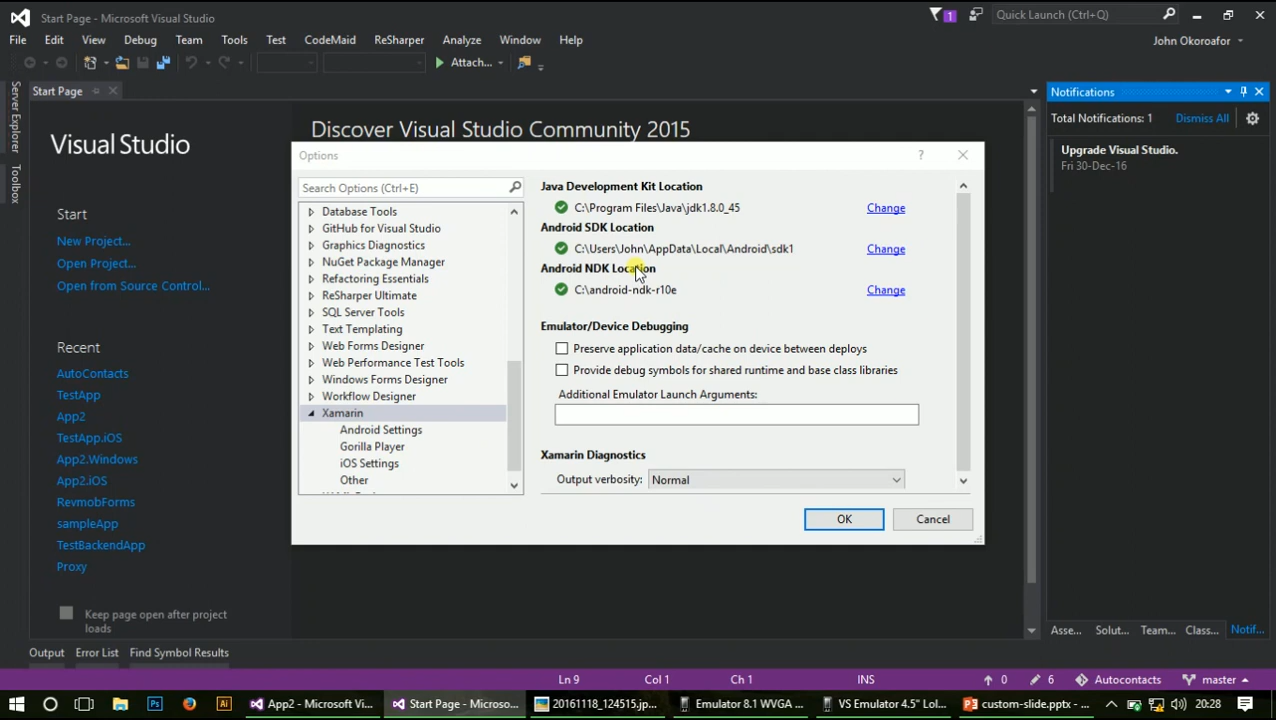 Start Page - Microsoft Visual Studio
1
Quick Launch (Ctrl+Q)
File Edit View Debug Team Tools Test CodeMaid ReSharper Analyze Window Help
John Okoroafor
Attach...
Server Explorer
Toolbox
Start Page
Visual Studio
Start
New Project...
Open Project...
Open from Source Control...
Recent
AutoContacts
TestApp
App2
TestApp.iOS
App2.Windows
App2.iOS
RevmobForms
sampleApp
TestBackendApp
Proxy
Keep page open after project
loads
Discover Visual Studio Community 2015
Options
?
Search Options (Ctrl+E)
Database Tools
GitHub for Visual Studio
Graphics Diagnostics
NuGet Package Manager
Refactoring Essentials
ReSharper Ultimate
SQL Server Tools
Text Templating
Web Forms Designer
Web Performance Test Tools
Windows Forms Designer
Workflow Designer
Xamarin
Android Settings
Gorilla Player
iOS Settings
Other
Java Development Kit Location
C:\Program Files\Java\jdk1.8.0_45 Change
Android SDK Location
C:\Users\John\AppData\Local\Android\sdk1 Change
Android NDK Location
C:\android-ndk-r10e Change
Emulator/Device Debugging
Preserve application data/cache on device between deploys
Provide debug symbols for shared runtime and base class libraries
Additional Emulator Launch Arguments:
Xamarin Diagnostics
Output verbosity: Normal
OK Cancel
Notifications
Total Notifications: 1 Dismiss All
Upgrade Visual Studio.
Fri 30-Dec-16
Asse... Solut... Team... Class... Notif...
Output Error List Find Symbol Results
Ln 9 Col 1 Ch 1 INS 0 6 Autocontacts master
Ps Ai App2 - Microsoft Vi... Start Page - Microso... 20161118_124515.jp... Emulator 8.1 WVGA ... VS Emulator 4.5" Lol... custom-slide.pptx - ... 20:28